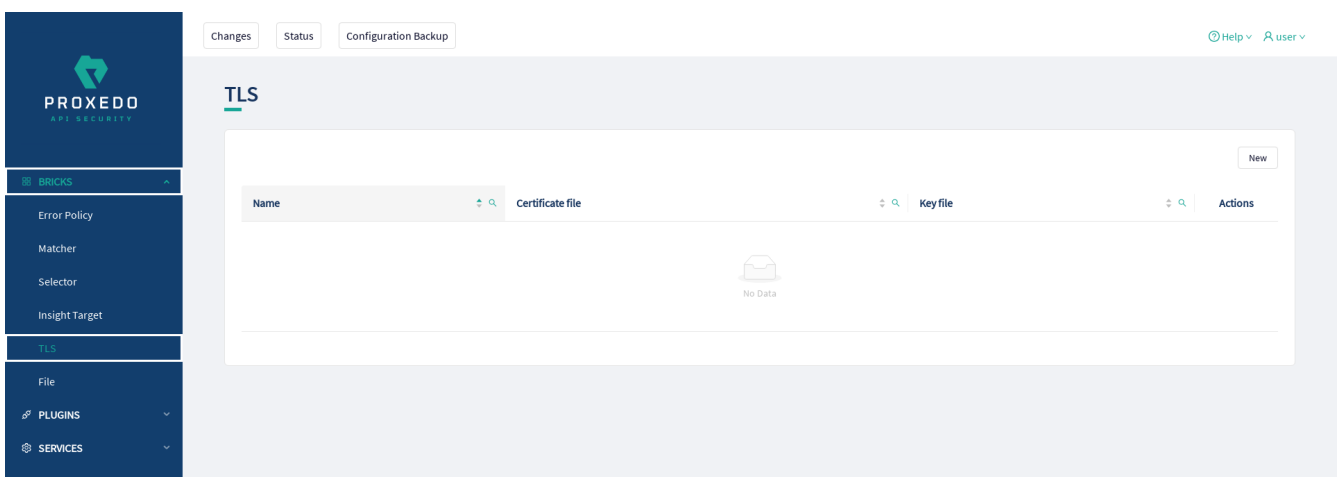 Changes Status Configuration Backup Help user
PROXEDO
API SECURITY
TLS
New
BRICKS
Name Certificate file Key file Actions
Error Policy
Matcher
Selector
No Data
Insight Target
TLS
File
PLUGINS
SERVICES